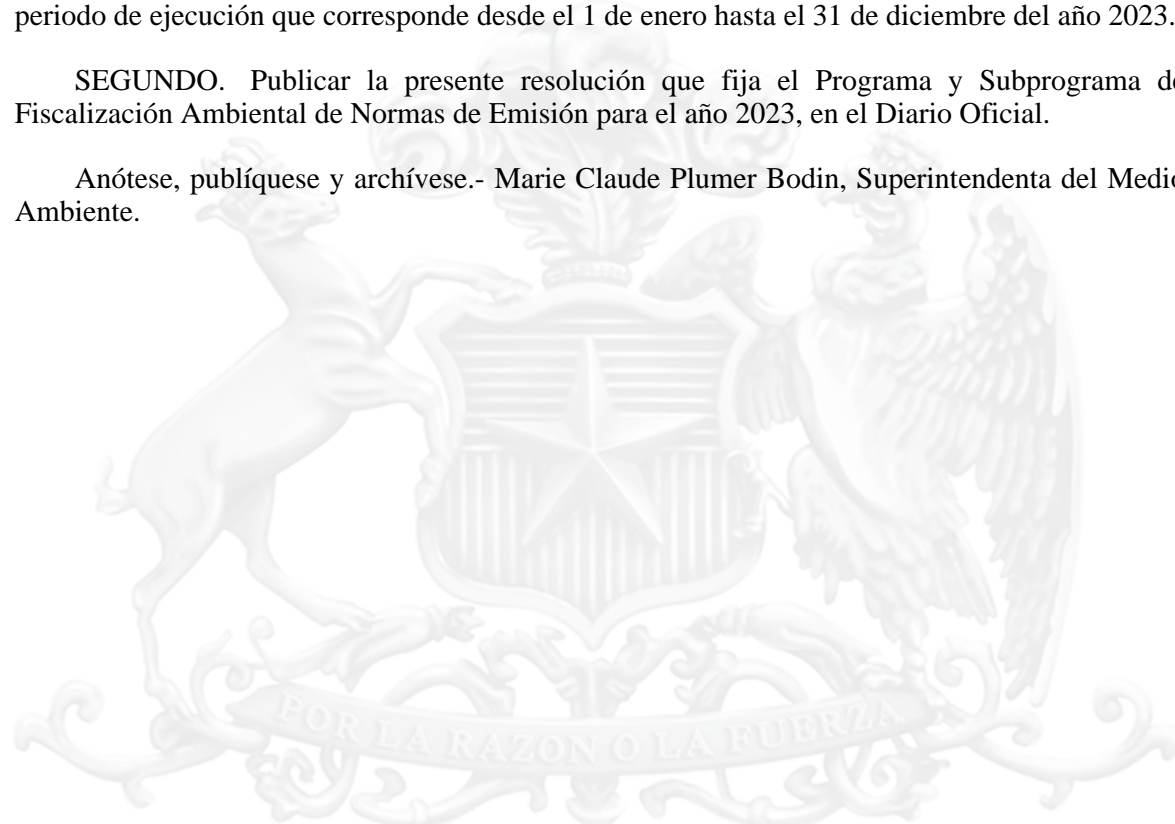 periodo de ejecución que corresponde desde el 1 de enero hasta el 31 de diciembre del año 2023.
SEGUNDO. Publicar la presente resolución que fija el Programa y Subprograma de
Fiscalización Ambiental de Normas de Emisión para el año 2023, en el Diario Oficial.
Anótese, publíquese y archívese.- Marie Claude Plumer Bodin, Superintendenta del Medio
Ambiente.
POR LA RAZON O LA FUERZA